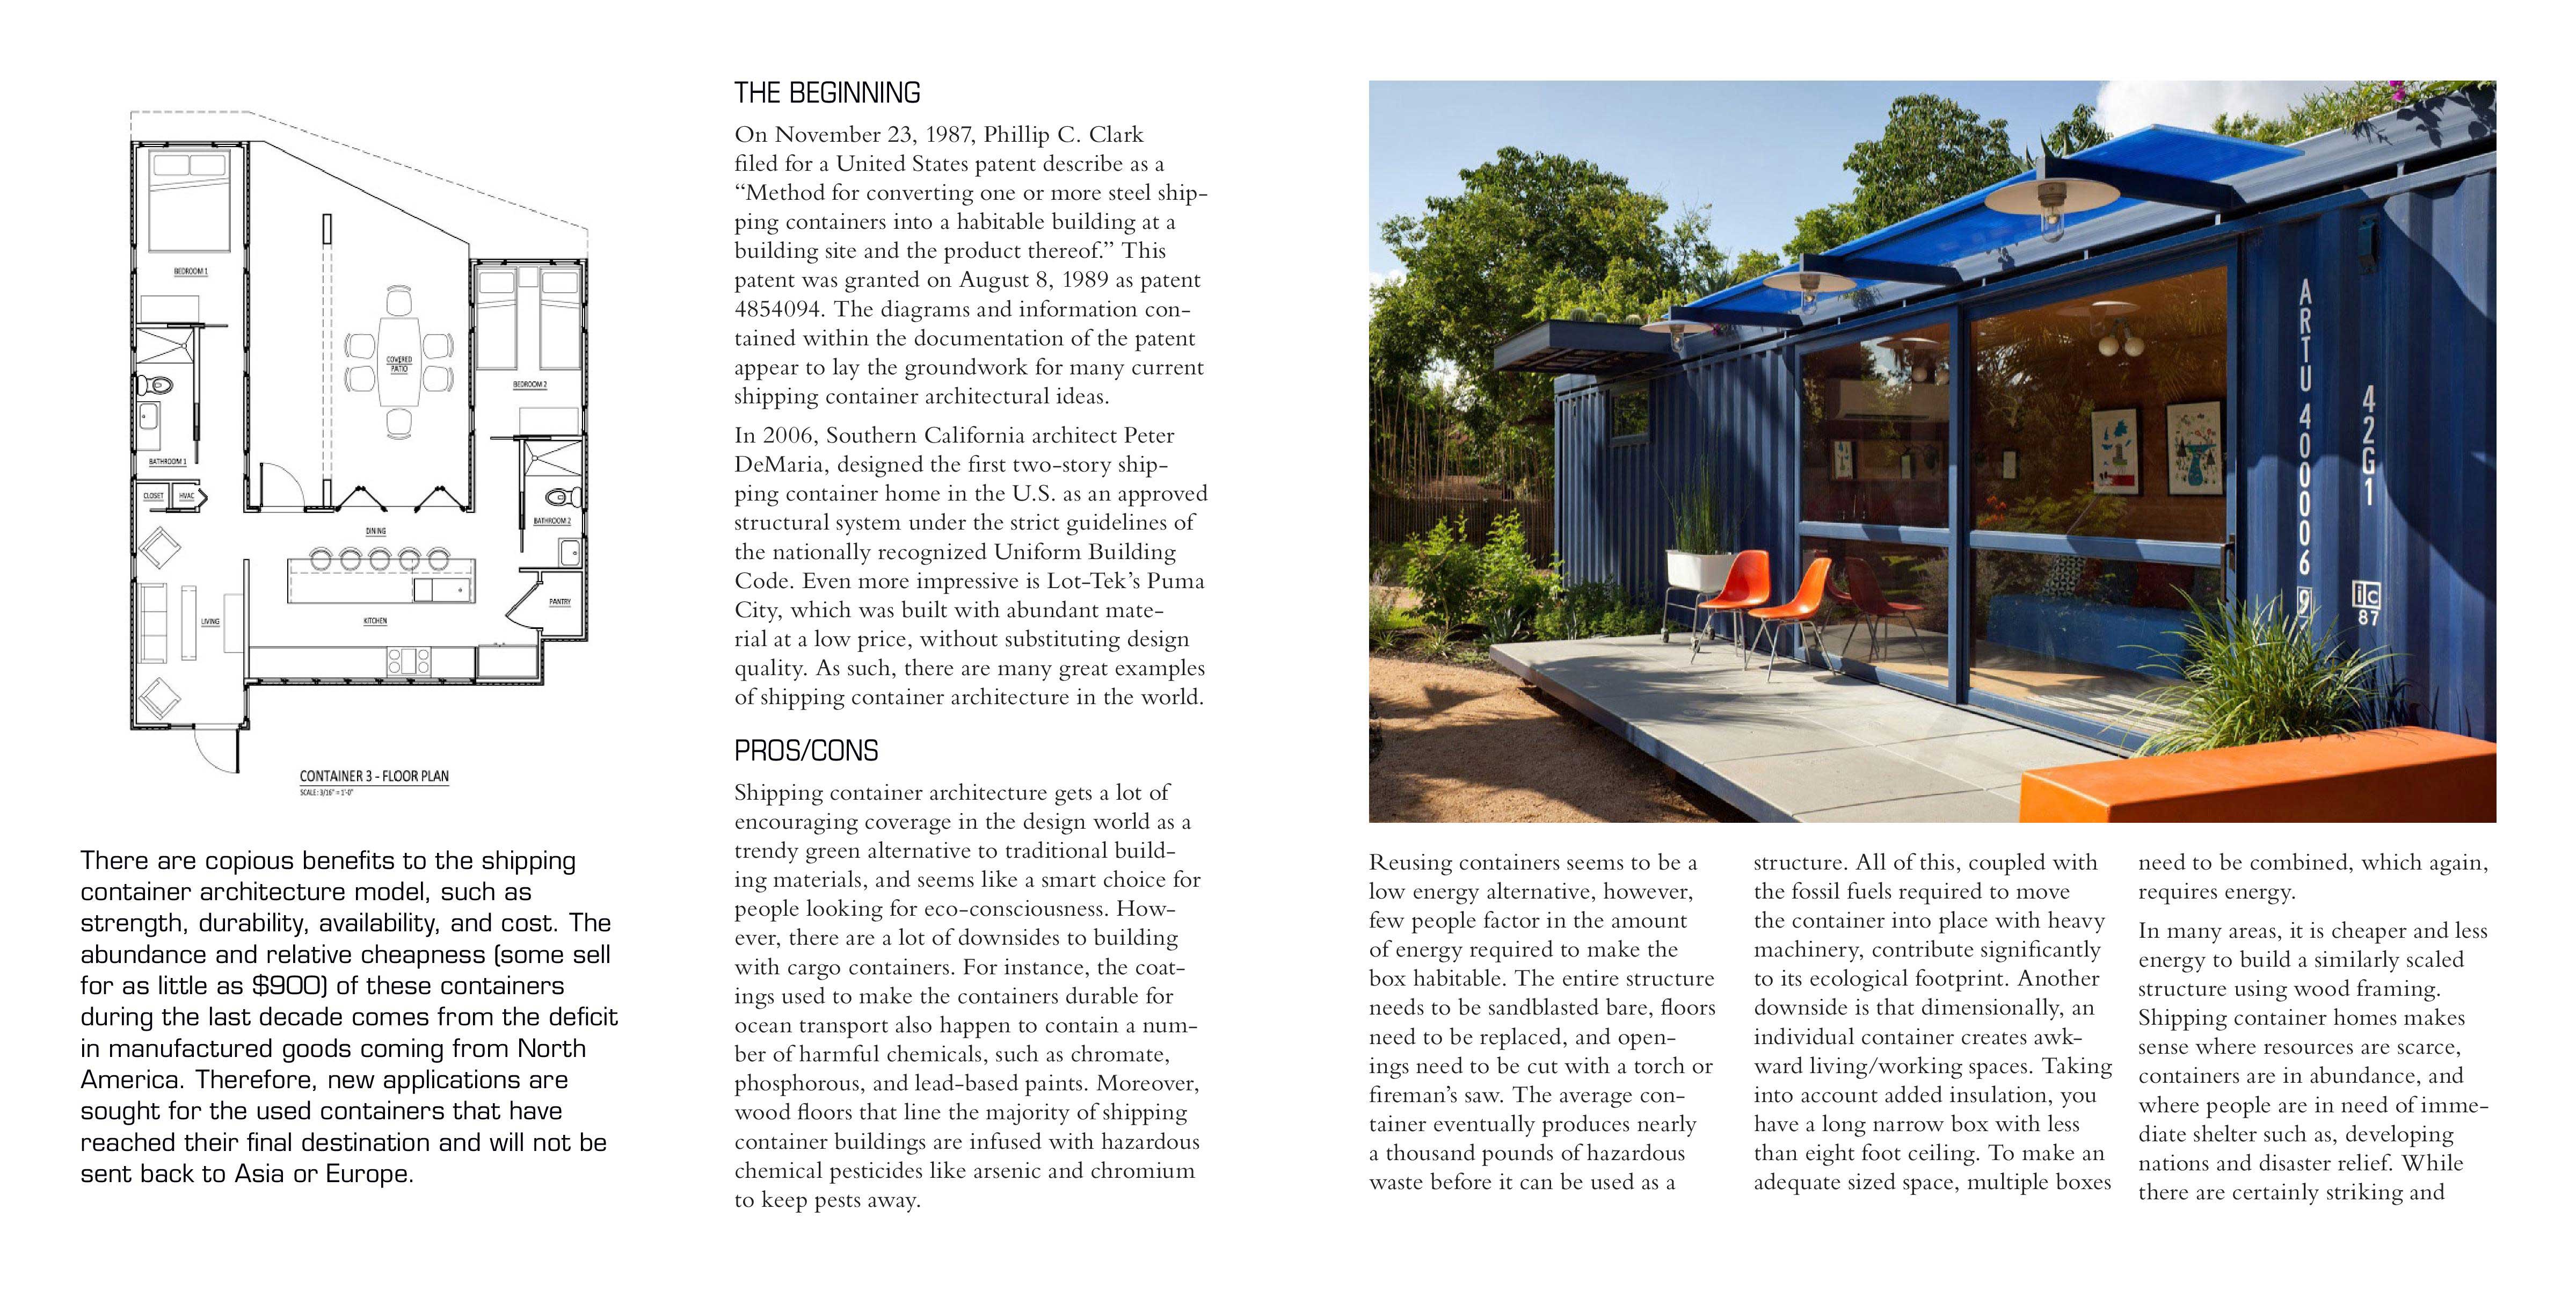 BEDROOM 1
COVERED
PATIO
BEDROOM 2
BATHROOM 1
CLOSET
HVAC
DINING
BATHROOM 2
PANTRY
LIVING
KITCHEN
CONTAINER 3 - FLOOR PLAN
SCALE: 3/16" = 1'-0"
There are copious benefits to the shipping
container architecture model, such as
strength, durability, availability, and cost. The
abundance and relative cheapness (some sell
for as little as $900) of these containers
during the last decade comes from the deficit
in manufactured goods coming from North
America. Therefore, new applications are
sought for the used containers that have
reached their final destination and will not be
sent back to Asia or Europe.
THE BEGINNING
On November 23, 1987, Phillip C. Clark
filed for a United States patent describe as a
“Method for converting one or more steel ship-
ping containers into a habitable building at a
building site and the product thereof.” This
patent was granted on August 8, 1989 as patent
4854094. The diagrams and information con-
tained within the documentation of the patent
appear to lay the groundwork for many current
shipping container architectural ideas.
In 2006, Southern California architect Peter
DeMaria, designed the first two-story ship-
ping container home in the U.S. as an approved
structural system under the strict guidelines of
the nationally recognized Uniform Building
Code. Even more impressive is Lot-Tek’s Puma
City, which was built with abundant mate-
rial at a low price, without substituting design
quality. As such, there are many great examples
of shipping container architecture in the world.
PROS/CONS
Shipping container architecture gets a lot of
encouraging coverage in the design world as a
trendy green alternative to traditional build-
ing materials, and seems like a smart choice for
people looking for eco-consciousness. How-
ever, there are a lot of downsides to building
with cargo containers. For instance, the coat-
ings used to make the containers durable for
ocean transport also happen to contain a num-
ber of harmful chemicals, such as chromate,
phosphorous, and lead-based paints. Moreover,
wood floors that line the majority of shipping
container buildings are infused with hazardous
chemical pesticides like arsenic and chromium
to keep pests away.
ARTU 400006 9
42G1
ic
87
Reusing containers seems to be a
low energy alternative, however,
few people factor in the amount
of energy required to make the
box habitable. The entire structure
needs to be sandblasted bare, floors
need to be replaced, and open-
ings need to be cut with a torch or
fireman’s saw. The average con-
tainer eventually produces nearly
a thousand pounds of hazardous
waste before it can be used as a
structure. All of this, coupled with
the fossil fuels required to move
the container into place with heavy
machinery, contribute significantly
to its ecological footprint. Another
downside is that dimensionally, an
individual container creates awk-
ward living/working spaces. Taking
into account added insulation, you
have a long narrow box with less
than eight foot ceiling. To make an
adequate sized space, multiple boxes
need to be combined, which again,
requires energy.
In many areas, it is cheaper and less
energy to build a similarly scaled
structure using wood framing.
Shipping container homes makes
sense where resources are scarce,
containers are in abundance, and
where people are in need of imme-
diate shelter such as, developing
nations and disaster relief. While
there are certainly striking and